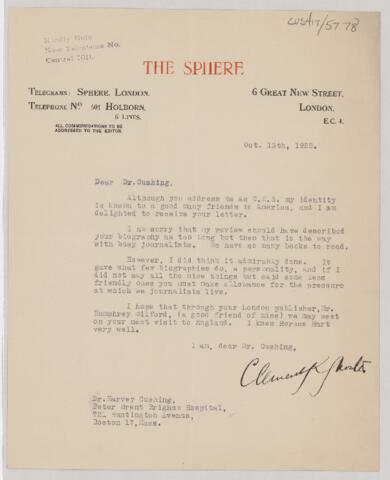 CUSH17/57.78
Kindly Note
New Telephone No.
Central 7011
THE SPHERE
TELEGRAMS: SPHERE, LONDON.
TELEPHONE NO 501 HOLBORN.
6 LINES.
ALL COMMUNICATIONS TO BE
ADDRESSED TO THE EDITOR.
6 GREAT NEW STREET,
LONDON.
E.C. 4.
Oct. 13th, 1925.
Dear Dr. Cushing,
Although you address me as C.K.S. my identity
is known to a good many friends in America, and I am
delighted to receive your letter.
I am sorry that my review should have described
your biography as too long but then that is the way
with busy journalists. We have so many books to read.
However, I did think it admirably done. It
gave what few biographies do, a personality, and if I
did not say all the nice things but said some less
friendly ones you must make allowance for the pressure
at which we journalists live.
I hope that through your London publisher, Mr.
Humphrey Milford, (a good friend of mine) we may meet
on your next visit to England. I knew Horace Hart
very well.
I am, dear Dr. Cushing,
Clement K Shorter
Dr. Harvey Cushing,
Peter Brent Brigham Hospital,
721 Huntington Avenue,
Boston 17, Mass.